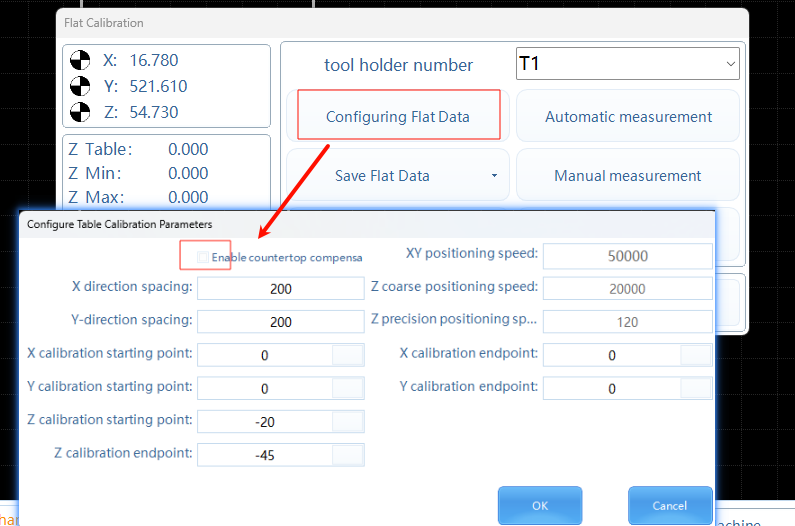 Flat Calibration
X: 16.780
Y: 521.610
Z: 54.730
Z Table: 0.000
Z Min: 0.000
Z Max: 0.000
tool holder number T1
Configuring Flat Data
Automatic measurement
Save Flat Data
Manual measurement
Configure Table Calibration Parameters
Enable countertop compensa
XY positioning speed: 50000
X direction spacing: 200
Z coarse positioning speed: 20000
Y-direction spacing: 200
Z precision positioning sp... 120
X calibration starting point: 0
X calibration endpoint: 0
Y calibration starting point: 0
Y calibration endpoint: 0
Z calibration starting point: -20
Z calibration endpoint: -45
OK
Cancel